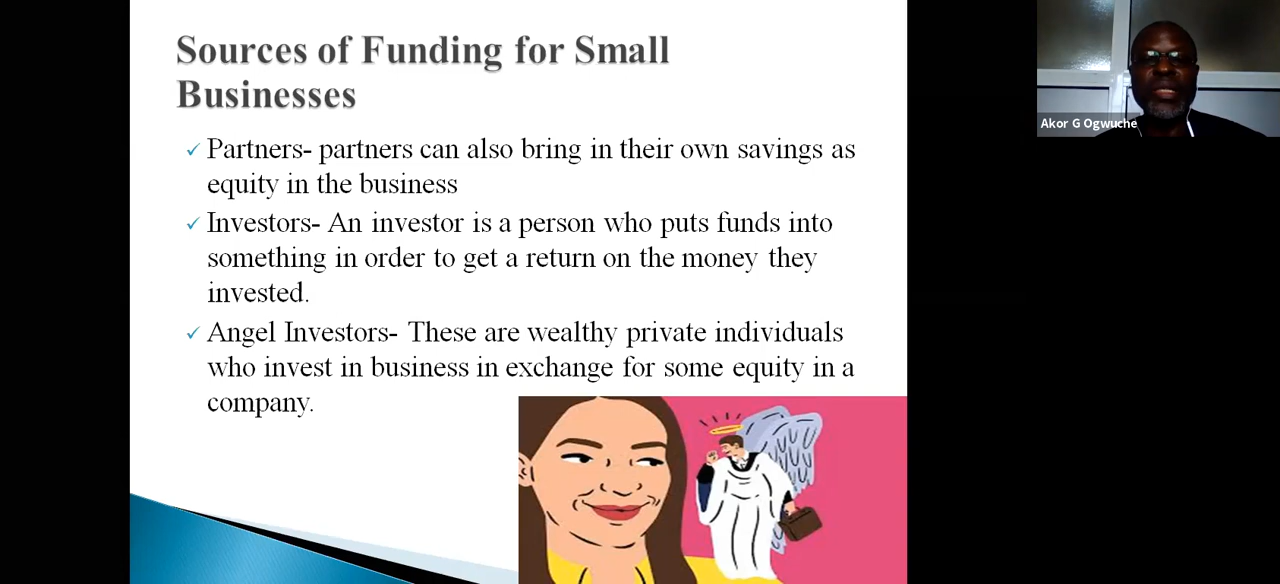 Sources of Funding for Small
Businesses
✓ Partners- partners can also bring in their own savings as
equity in the business
✓ Investors- An investor is a person who puts funds into
something in order to get a return on the money they
invested.
✓ Angel Investors- These are wealthy private individuals
who invest in business in exchange for some equity in a
company.
Akor G Ogwuche